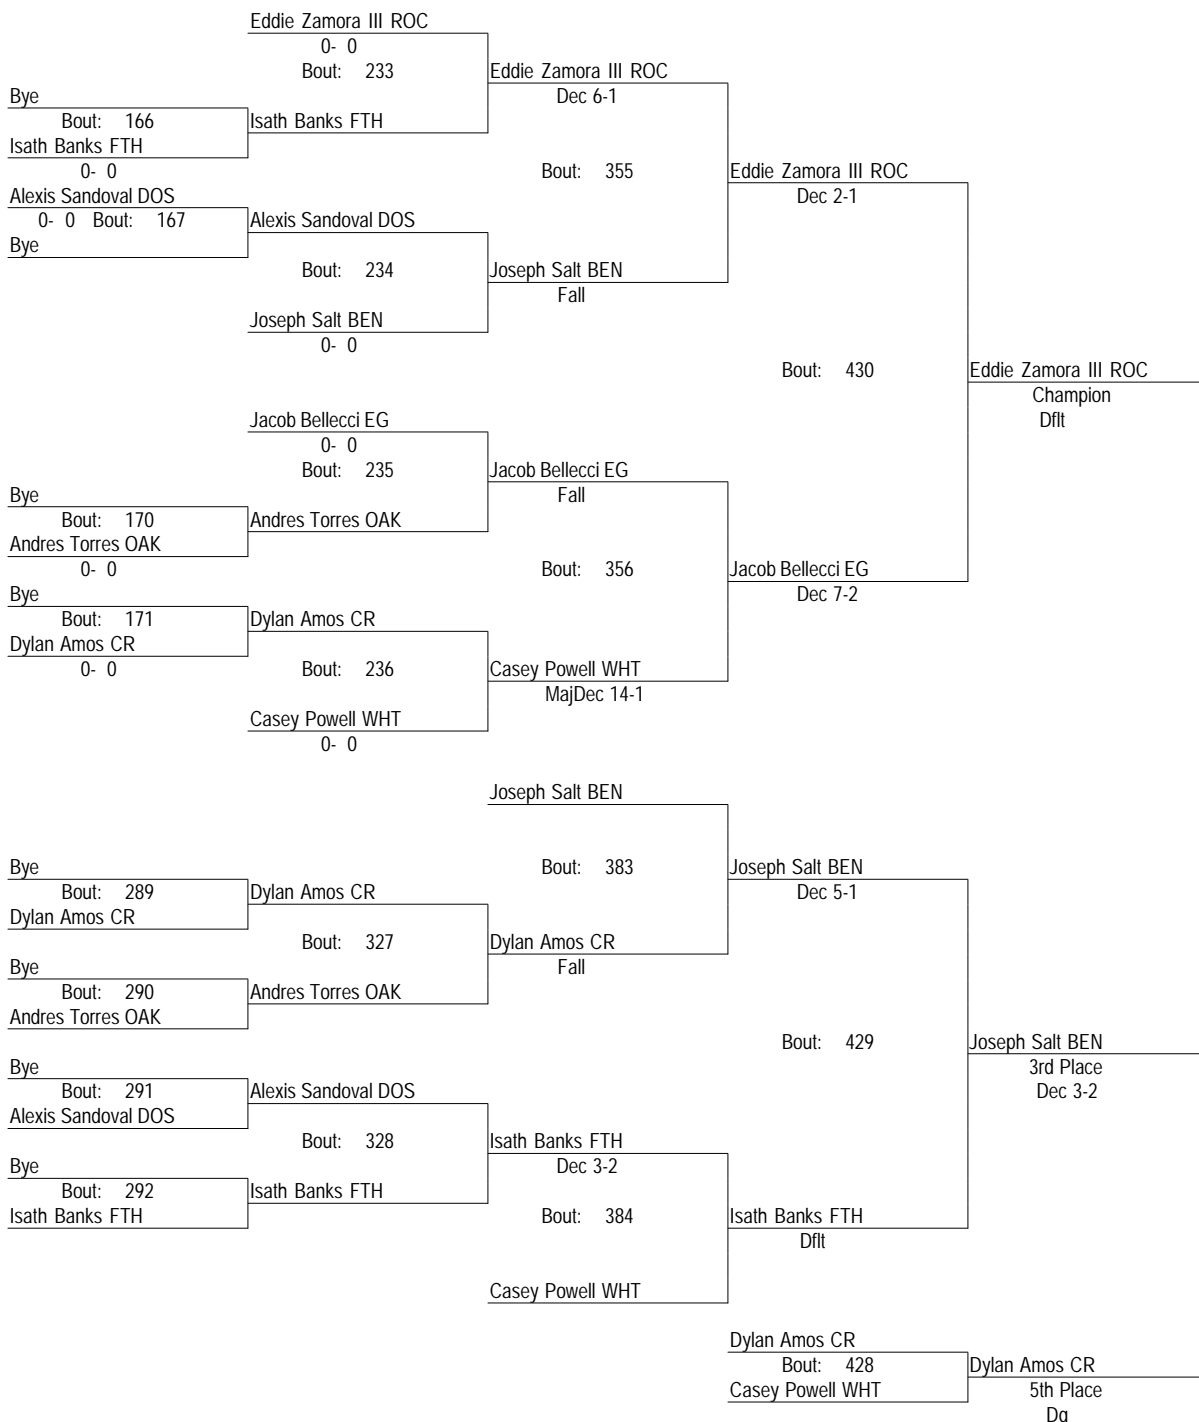 Eddie Zamora III ROC
0- 0
Bout: 233
Eddie Zamora III ROC
Dec 6-1
Bye
Bout: 166
Isath Banks FTH
Isath Banks FTH
0- 0
Bout: 355
Eddie Zamora III ROC
Dec 2-1
Alexis Sandoval DOS
0- 0 Bout: 167
Alexis Sandoval DOS
Bye
Bout: 234
Joseph Salt BEN
Fall
Joseph Salt BEN
0- 0
Bout: 430
Eddie Zamora III ROC
Champion
Dflt
Jacob Bellecci EG
0- 0
Bout: 235
Jacob Bellecci EG
Fall
Bye
Bout: 170
Andres Torres OAK
Andres Torres OAK
0- 0
Bout: 356
Jacob Bellecci EG
Dec 7-2
Bye
Bout: 171
Dylan Amos CR
Dylan Amos CR
0- 0
Bout: 236
Casey Powell WHT
MajDec 14-1
Casey Powell WHT
0- 0
Joseph Salt BEN
Bout: 383
Joseph Salt BEN
Dec 5-1
Bye
Bout: 289
Dylan Amos CR
Dylan Amos CR
Bout: 327
Dylan Amos CR
Fall
Bye
Bout: 290
Andres Torres OAK
Andres Torres OAK
Bout: 429
Joseph Salt BEN
3rd Place
Dec 3-2
Bye
Bout: 291
Alexis Sandoval DOS
Alexis Sandoval DOS
Bout: 328
Isath Banks FTH
Dec 3-2
Bye
Bout: 292
Isath Banks FTH
Isath Banks FTH
Bout: 384
Isath Banks FTH
Dflt
Casey Powell WHT
Dylan Amos CR
Bout: 428
Dylan Amos CR
Casey Powell WHT
5th Place
Dq